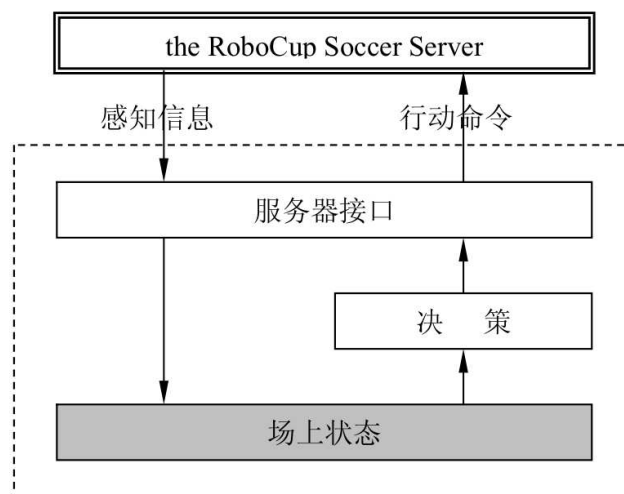 the RoboCup Soccer Server
感知信息 行动命令
服务器接口
决 策
场上状态